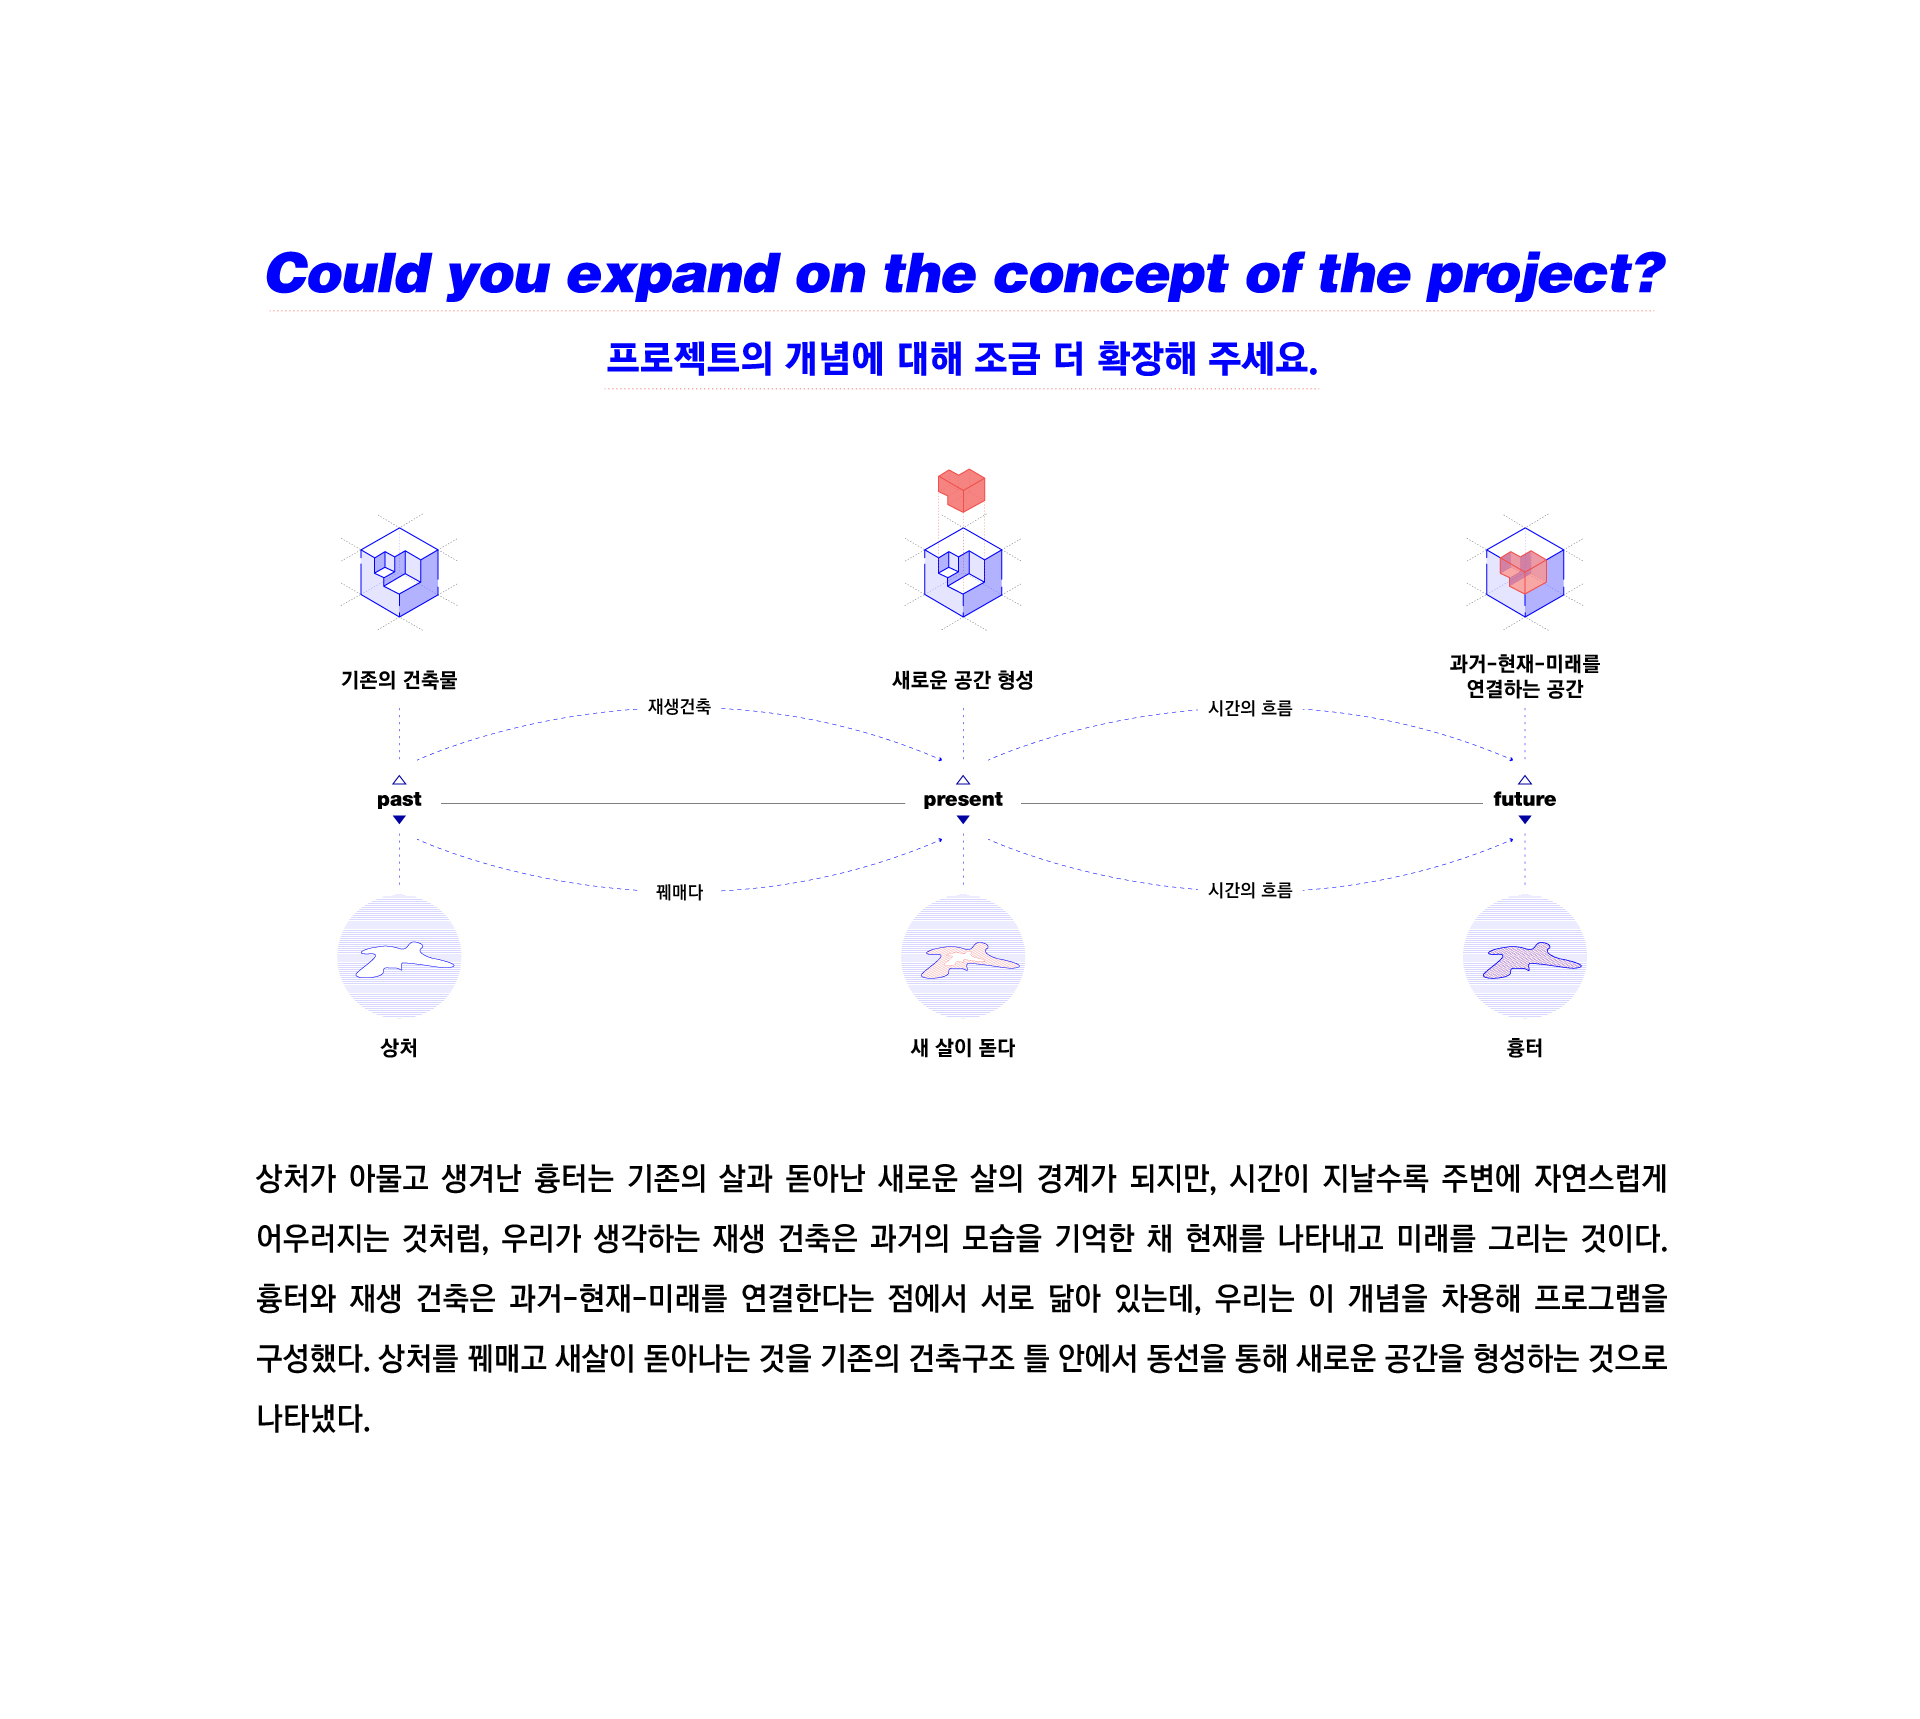 Could you expand on the concept of the project?
프로젝트의 개념에 대해 조금 더 확장해 주세요.
기존의 건축물
새로운 공간 형성
과거-현재-미래를
연결하는 공간
재생건축
시간의 흐름
past
present
future
꿰매다
시간의 흐름
상처
새 살이 돋다
흉터
상처가 아물고 생겨난 흉터는 기존의 살과 돋아난 새로운 살의 경계가 되지만, 시간이 지날수록 주변에 자연스럽게
어우러지는 것처럼, 우리가 생각하는 재생 건축은 과거의 모습을 기억한 채 현재를 나타내고 미래를 그리는 것이다.
흉터와 재생 건축은 과거-현재-미래를 연결한다는 점에서 서로 닮아 있는데, 우리는 이 개념을 차용해 프로그램을
구성했다. 상처를 꿰매고 새살이 돋아나는 것을 기존의 건축구조 틀 안에서 동선을 통해 새로운 공간을 형성하는 것으로
나타냈다.